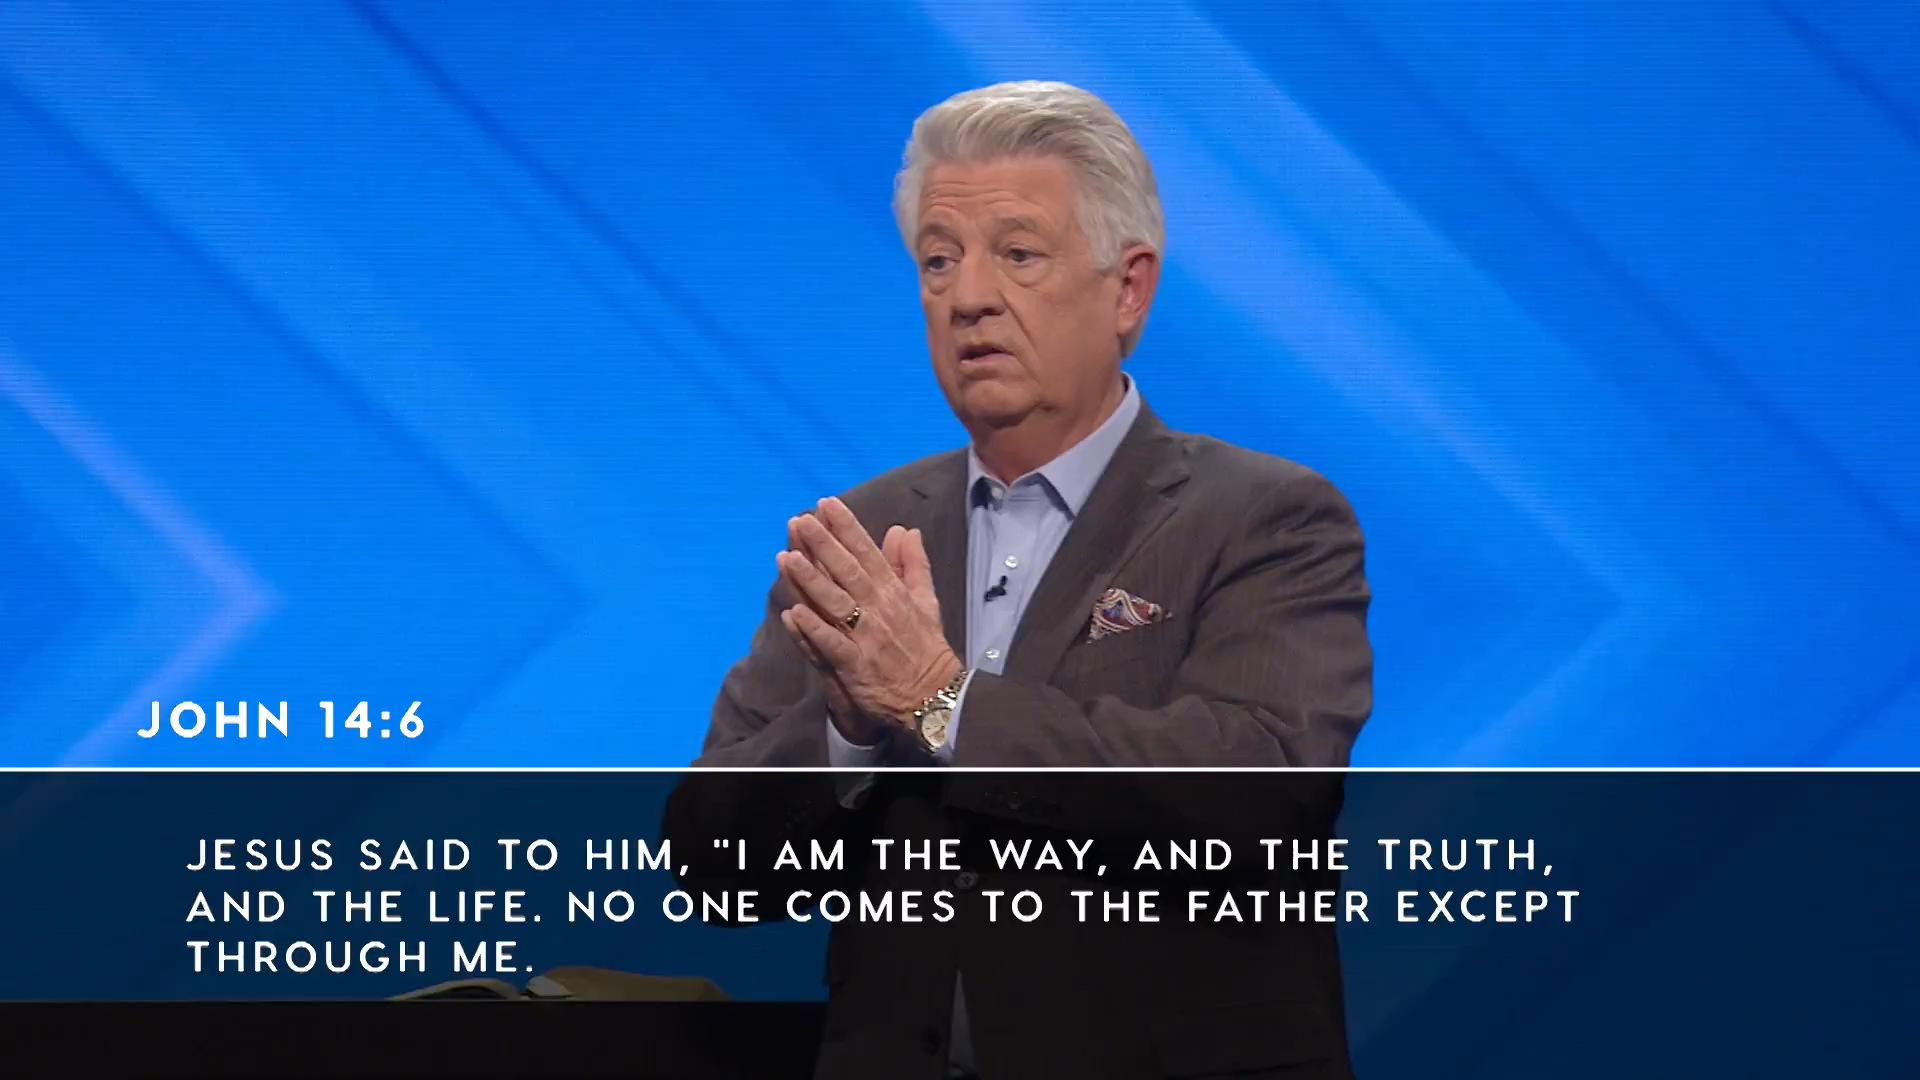 JOHN 14:6
JESUS SAID TO HIM, "I AM THE WAY, AND THE TRUTH,
AND THE LIFE. NO ONE COMES TO THE FATHER EXCEPT
THROUGH ME.